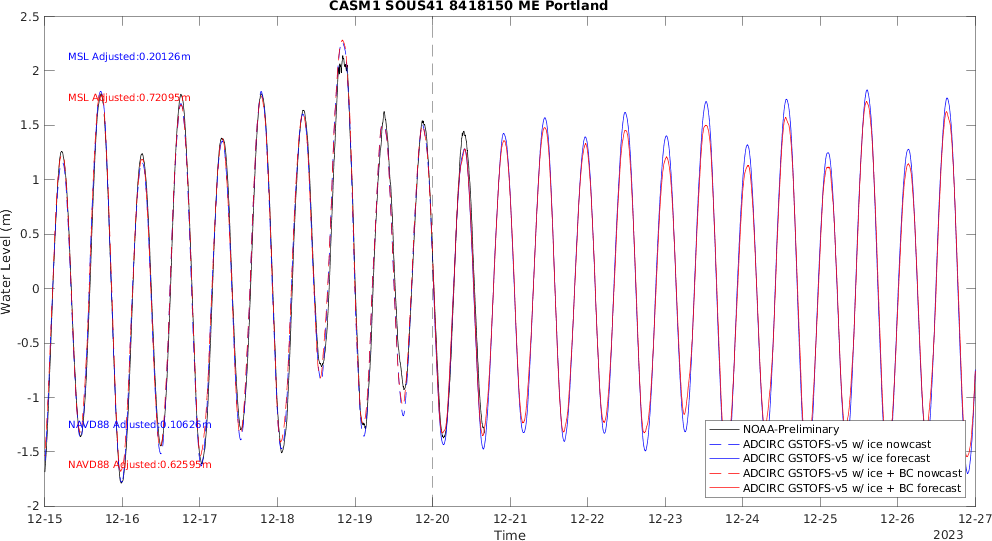 CASM1 SOUS41 8418150 ME Portland
2.5
2
1.5
1
0.5
0
-0.5
-1
-1.5
-2
Water Level (m)
MSL Adjusted:0.20126m
MSL Adjusted:0.72095m
NAVD88 Adjusted:0.10626m
NAVD88 Adjusted:0.62595m
NOAA-Preliminary
ADCIRC GSTOFS-v5 w/ ice nowcast
ADCIRC GSTOFS-v5 w/ ice forecast
ADCIRC GSTOFS-v5 w/ ice + BC nowcast
ADCIRC GSTOFS-v5 w/ ice + BC forecast
12-15 12-16 12-17 12-18 12-19 12-20 12-21 12-22 12-23 12-24 12-25 12-26 12-27
Time
2023